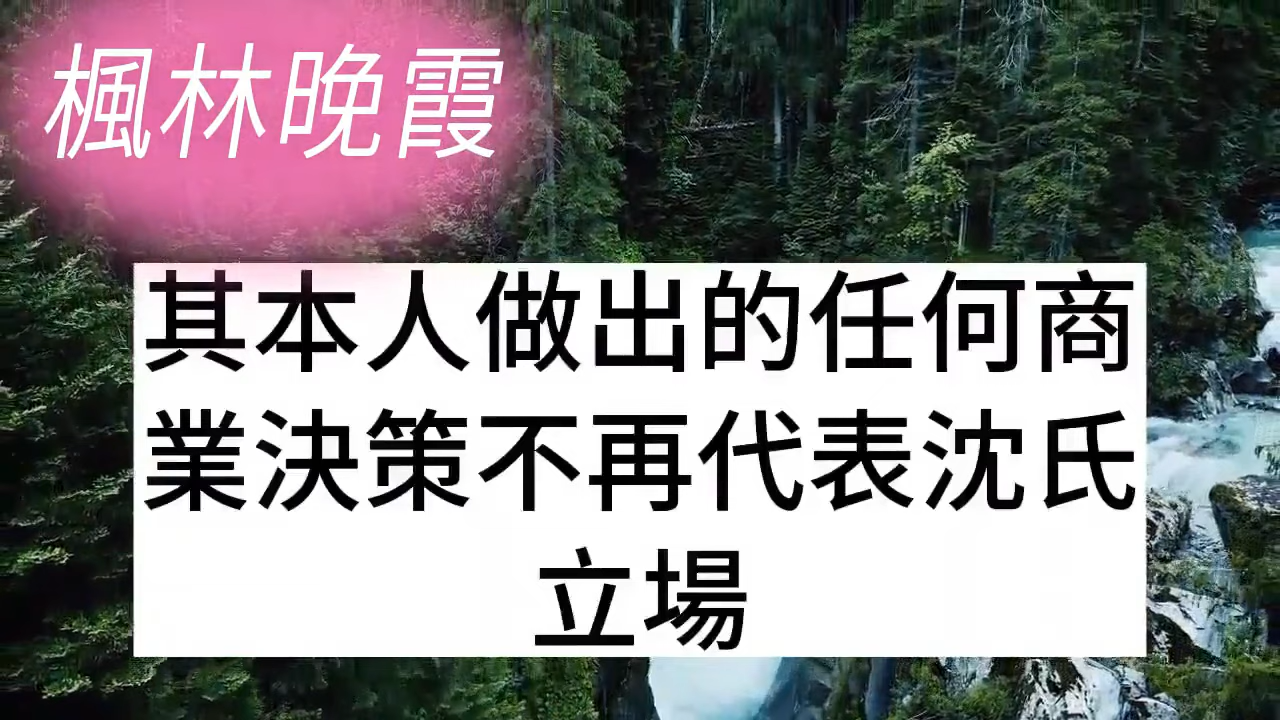 楓林晚霞
其本人做出的任何商
業決策不再代表沈氏
立場